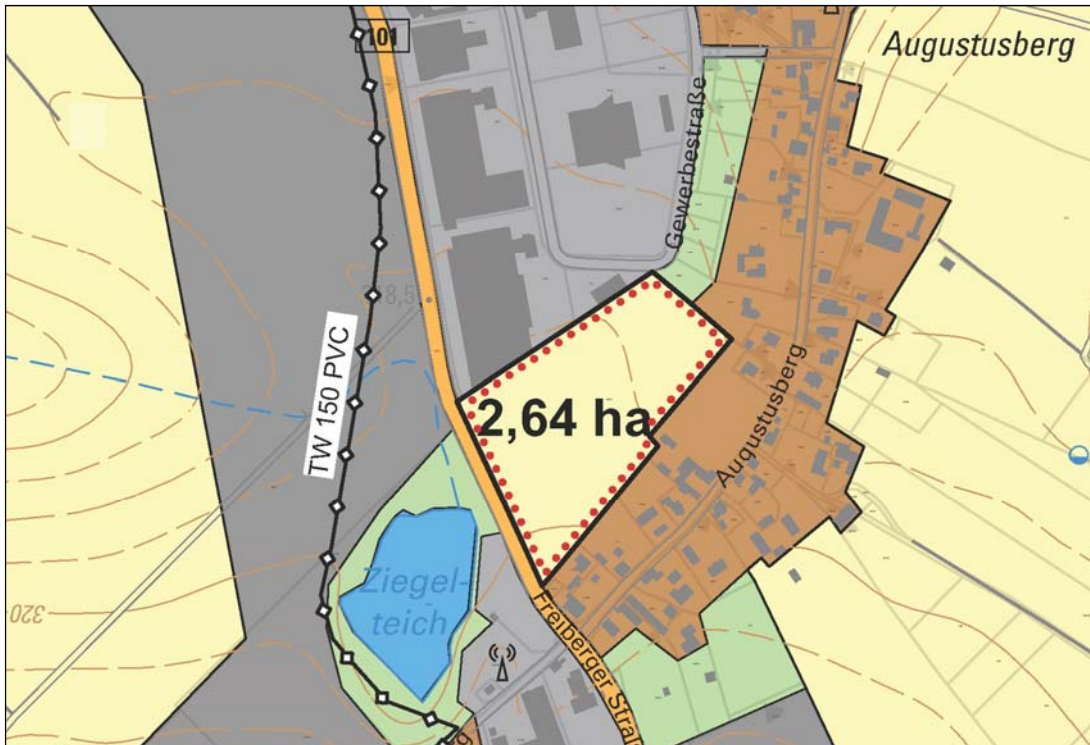 101
Augustusberg
Gewerbestraße
TW 150 PVC
2,64 ha
Augustusberg
Ziegel-
teich
320
Freiberger Straß